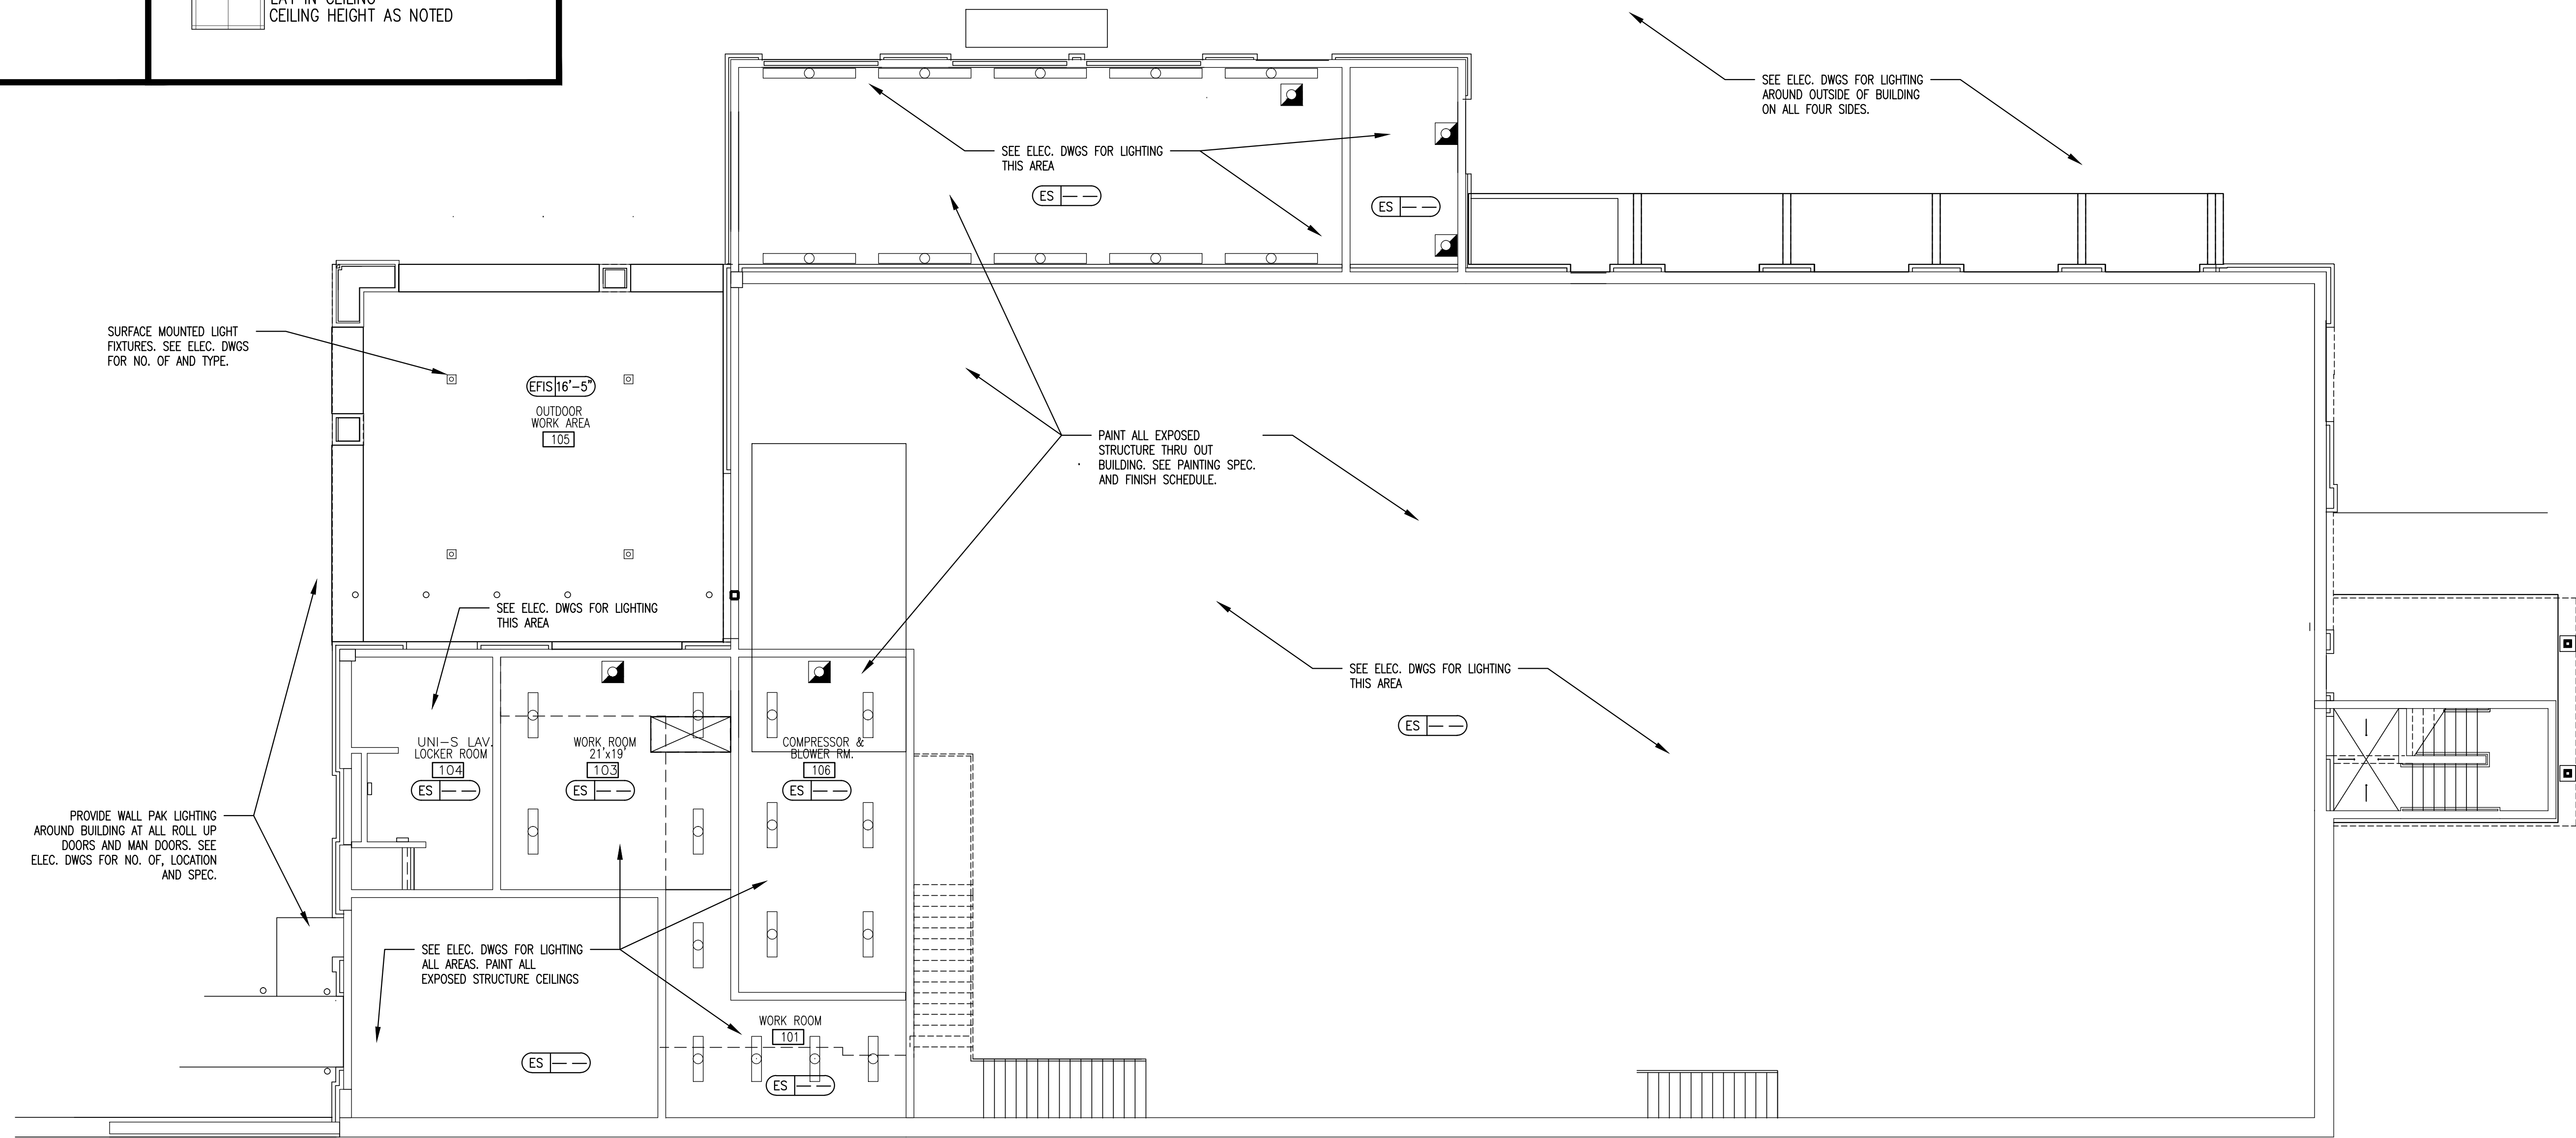 CEILING HEIGHT AS NOTED
SEE ELEC. DWGS FOR LIGHTING
AROUND OUTSIDE OF BUILDING
ON ALL FOUR SIDES.
SEE ELEC. DWGS FOR LIGHTING
THIS AREA
ES — —
ES — —
SURFACE MOUNTED LIGHT
FIXTURES. SEE ELEC. DWGS
FOR NO. OF AND TYPE.
EFIS 16'-5"
OUTDOOR
WORK AREA
105
PAINT ALL EXPOSED
STRUCTURE THRU OUT
BUILDING. SEE PAINTING SPEC.
AND FINISH SCHEDULE.
SEE ELEC. DWGS FOR LIGHTING
THIS AREA
SEE ELEC. DWGS FOR LIGHTING
THIS AREA
ES — —
UNI-S LAV.
LOCKER ROOM
104
ES — —
WORK ROOM
21'x19'
103
ES — —
COMPRESSOR &
BLOWER RM.
106
ES — —
PROVIDE WALL PAK LIGHTING
AROUND BUILDING AT ALL ROLL UP
DOORS AND MAN DOORS. SEE
ELEC. DWGS FOR NO. OF, LOCATION
AND SPEC.
SEE ELEC. DWGS FOR LIGHTING
ALL AREAS. PAINT ALL
EXPOSED STRUCTURE CEILINGS
WORK ROOM
101
ES — —
ES — —